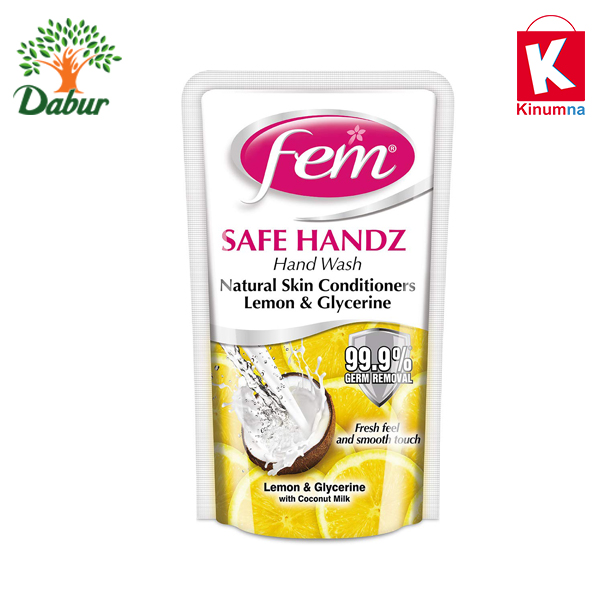 Dabur
K
Kinumna
fem®
SAFE HANDZ
Hand Wash
Natural Skin Conditioners
Lemon & Glycerine
99.9%
GERM REMOVAL
Fresh feel
and smooth touch
Lemon & Glycerine
with Coconut Milk